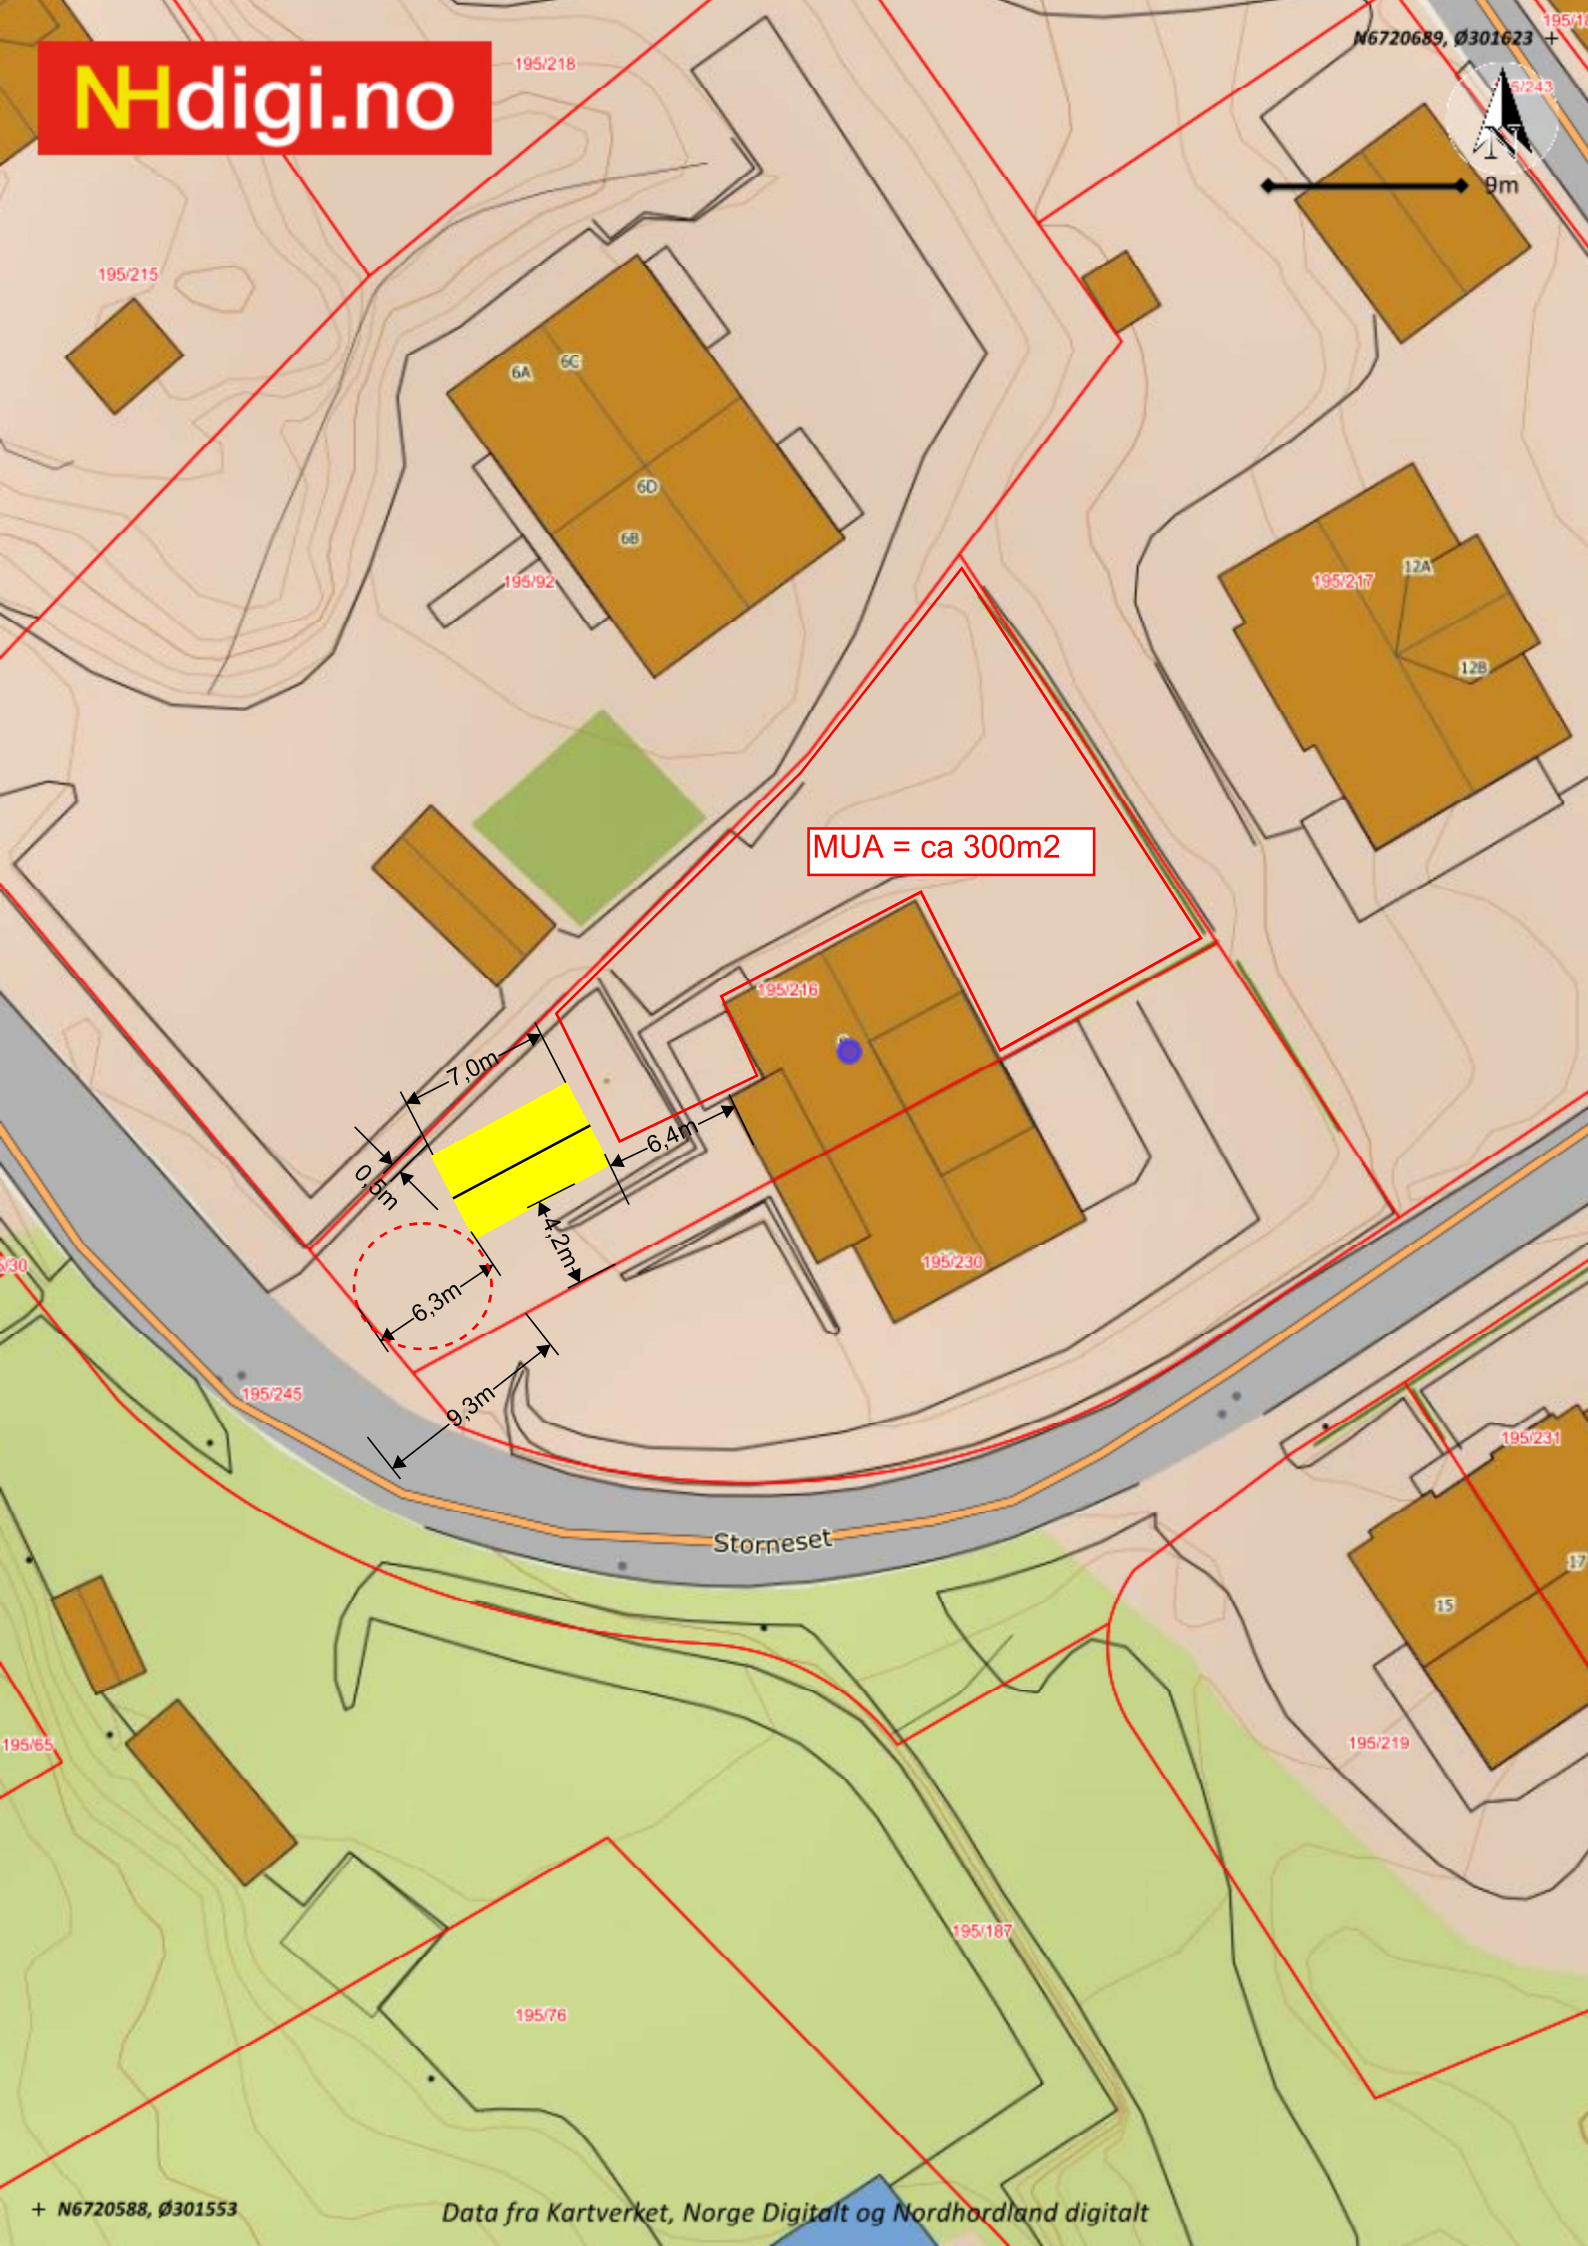 195/218
N6720689, Ø301623 +
NHdigi.no
N
9m
195/215
6A
6C
6D
6B
195/92
12A
195/217
12B
MUA = ca 300m2
195/216
7,0m
6,4m
0,5m
4,2m
195/230
6,3m
195/245
9,3m
195/231
Storneset
17
15
195/65
195/219
195/187
195/76
+ N6720588, Ø301553
Data fra Kartverket, Norge Digitalt og Nordhordland digitalt